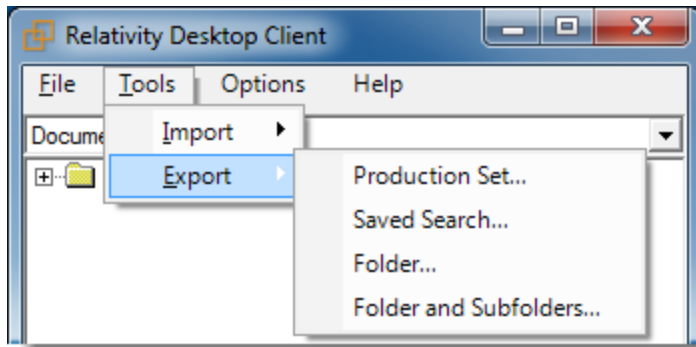 Relativity Desktop Client
File Tools Options Help
Docume
Import
Export
Production Set...
Saved Search...
Folder...
Folder and Subfolders...